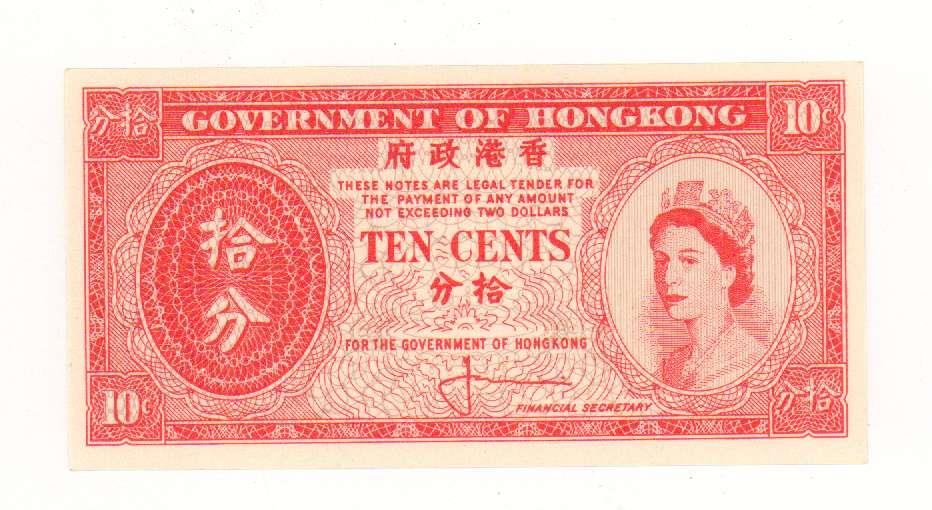 分拾
GOVERNMENT OF HONGKONG
10c
府政港香
THESE NOTES ARE LEGAL TENDER FOR
THE PAYMENT OF ANY AMOUNT
NOT EXCEEDING TWO DOLLARS
TEN CENTS
分拾
拾
分
FOR THE GOVERNMENT OF HONGKONG
FINANCIAL SECRETARY
10c
分拾